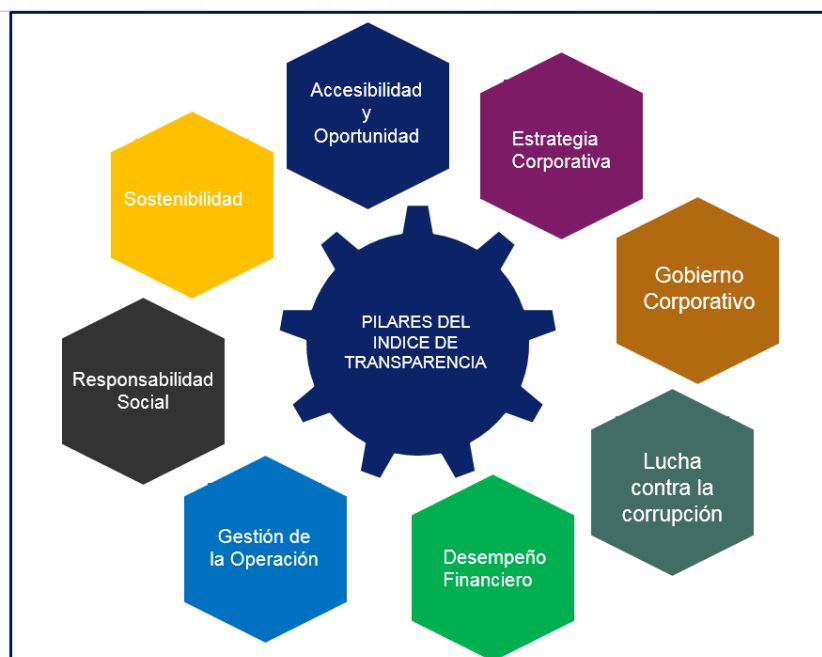 Accesibilidad
y
Oportunidad
Estrategia
Corporativa
Gobierno
Corporativo
Lucha
contra la
corrupción
Desempeño
Financiero
Gestión de
la Operación
Responsabilidad
Social
Sostenibilidad
PILARES DEL
INDICE DE
TRANSPARENCIA